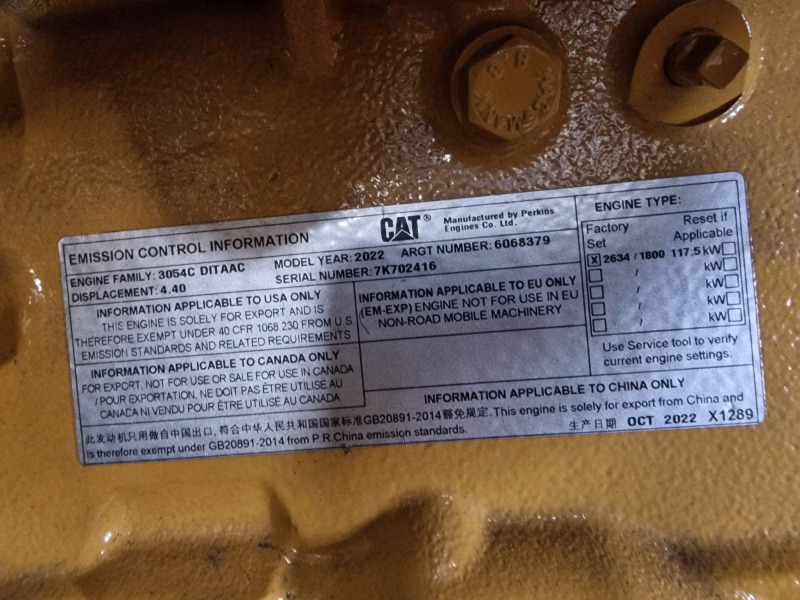 EMISSION CONTROL INFORMATION
CAT®
Manufactured by Perkins
Engines Co. Ltd.
ENGINE FAMILY: 3054C DITAAC
MODEL YEAR: 2022 ARGT NUMBER: 6068379
DISPLACEMENT: 4.40
SERIAL NUMBER: 7K702416
INFORMATION APPLICABLE TO USA ONLY
THIS ENGINE IS SOLELY FOR EXPORT AND IS
THEREFORE EXEMPT UNDER 40 CFR 1068.230 FROM U.S.
EMISSION STANDARDS AND RELATED REQUIREMENTS
INFORMATION APPLICABLE TO EU ONLY
(EM-EXP) ENGINE NOT FOR USE IN EU
NON-ROAD MOBILE MACHINERY
INFORMATION APPLICABLE TO CANADA ONLY
FOR EXPORT. NOT FOR USE OR SALE FOR USE IN CANADA
/ POUR EXPORTATION. NE DOIT PAS ÊTRE UTILISÉ AU
CANACA NI VENDU POUR ÊTRE UTILISÉ AU CANADA
ENGINE TYPE:
Factory Set
Reset if Applicable
X 2634 / 1800 117.5 kW
/ kW
/ kW
/ kW
/ kW
Use Service tool to verify
current engine settings.
INFORMATION APPLICABLE TO CHINA ONLY
此发动机只用做自中国出口, 符合中华人民共和国国家标准GB20891-2014豁免规定. This engine is solely for export from China and
is therefore exempt under GB20891-2014 from P.R.China emission standards.
生产日期 OCT 2022 X1289
8.8